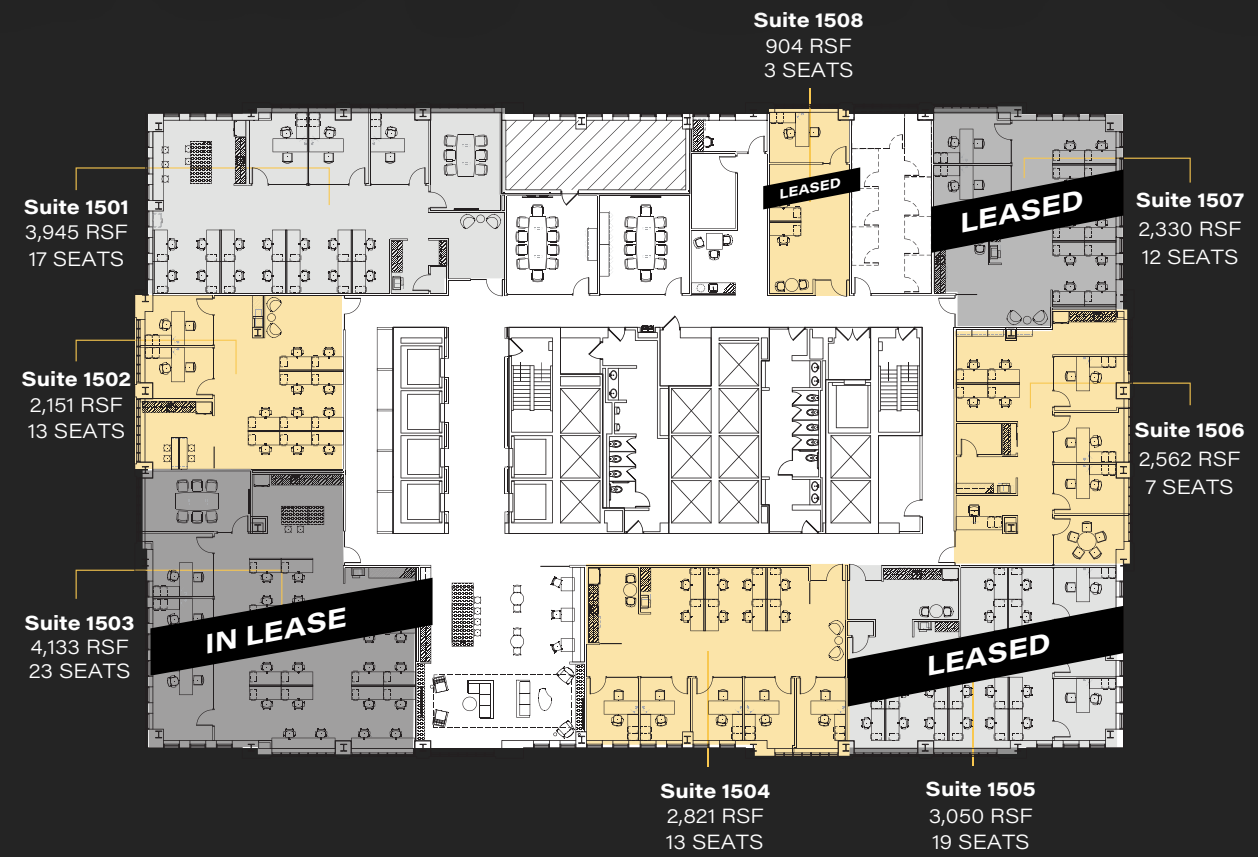 Suite 1508
904 RSF
3 SEATS
LEASED
Suite 1501
3,945 RSF
17 SEATS
LEASED
Suite 1507
2,330 RSF
12 SEATS
Suite 1502
2,151 RSF
13 SEATS
Suite 1506
2,562 RSF
7 SEATS
Suite 1503
4,133 RSF
23 SEATS
IN LEASE
LEASED
Suite 1504
2,821 RSF
13 SEATS
Suite 1505
3,050 RSF
19 SEATS